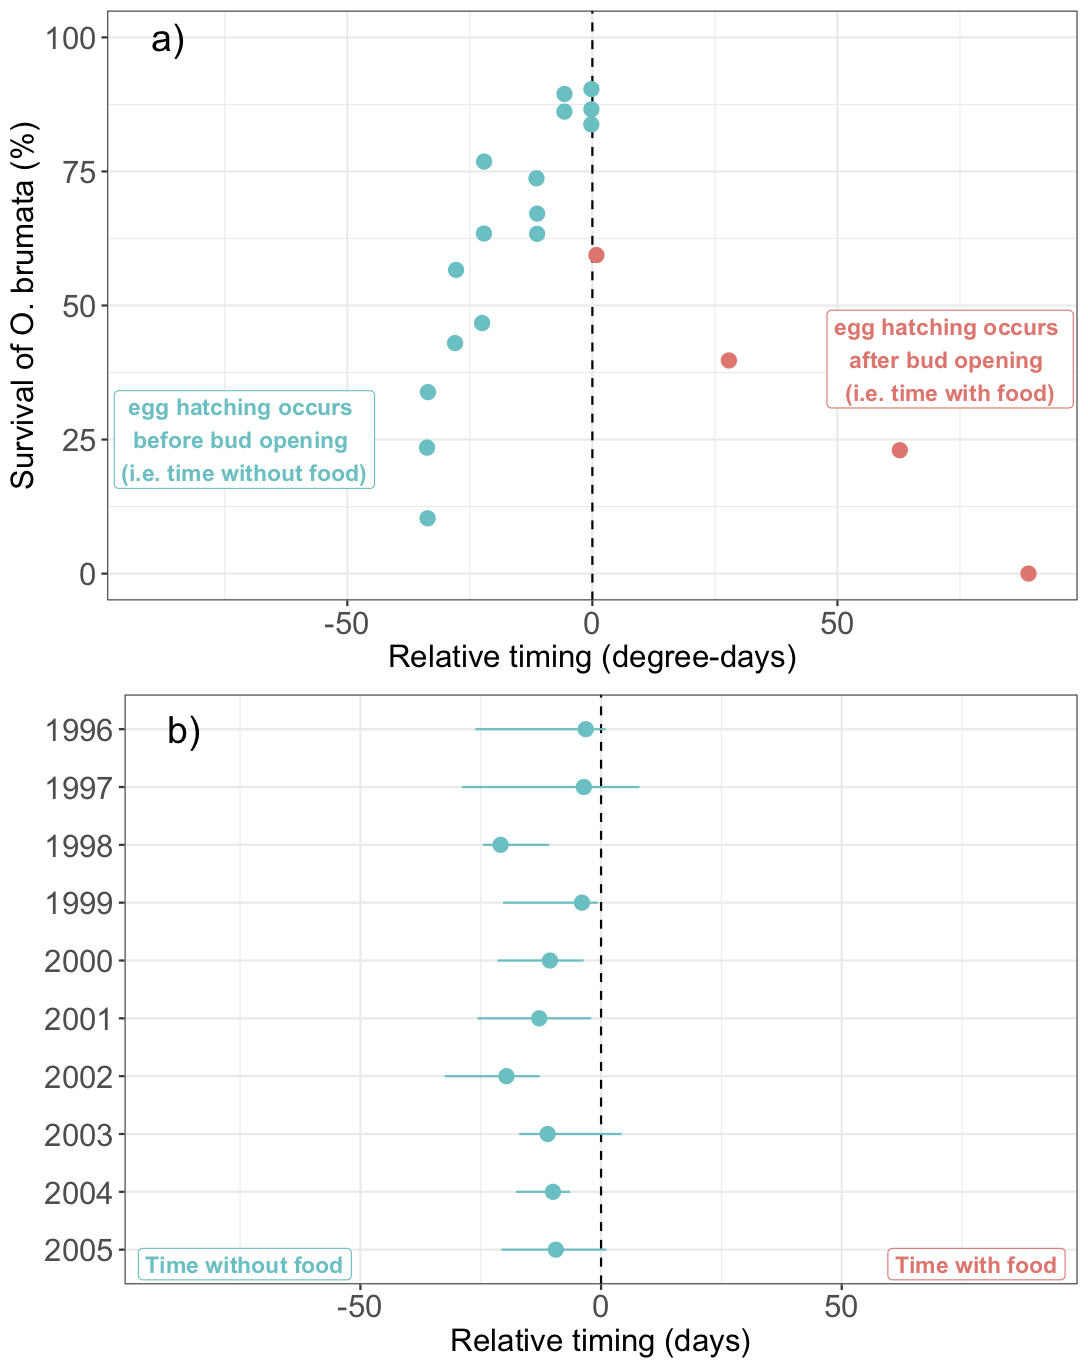 a)
100
75
50
25
0
Survival of O. brumata (%)
egg hatching occurs
before bud opening
(i.e. time without food)
egg hatching occurs
after bud opening
(i.e. time with food)
-50
0
50
Relative timing (degree-days)
b)
1996
1997
1998
1999
2000
2001
2002
2003
2004
2005
Time without food
Time with food
-50
0
50
Relative timing (days)